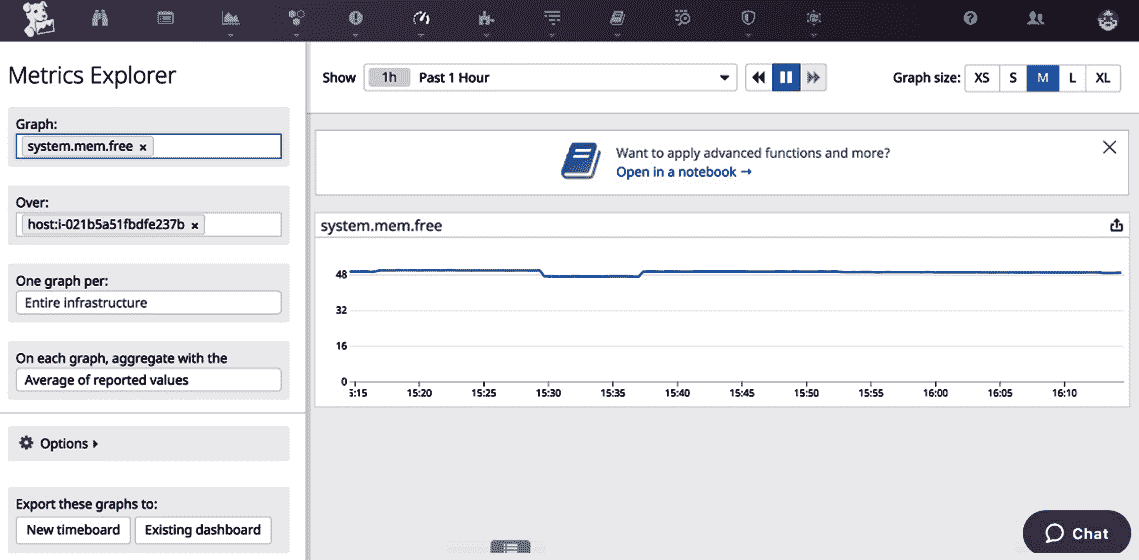 Metrics Explorer
Graph:
system.mem.free ×
Over:
host:i-021b5a51fbdfe237b ×
One graph per:
Entire infrastructure
On each graph, aggregate with the
Average of reported values
Options
Export these graphs to:
New timeboard Existing dashboard
Show 1h Past 1 Hour
Graph size: XS S M L XL
Want to apply advanced functions and more?
Open in a notebook →
system.mem.free
48
32
16
0
5:15 15:20 15:25 15:30 15:35 15:40 15:45 15:50 15:55 16:00 16:05 16:10
Chat